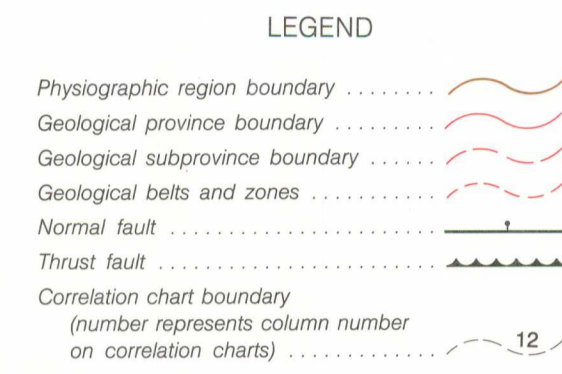 LEGEND
Physiographic region boundary ........
Geological province boundary .........
Geological subprovince boundary ......
Geological belts and zones ...........
Normal fault .......................
Thrust fault ........................
Correlation chart boundary
(number represents column number
on correlation charts) ............. 12